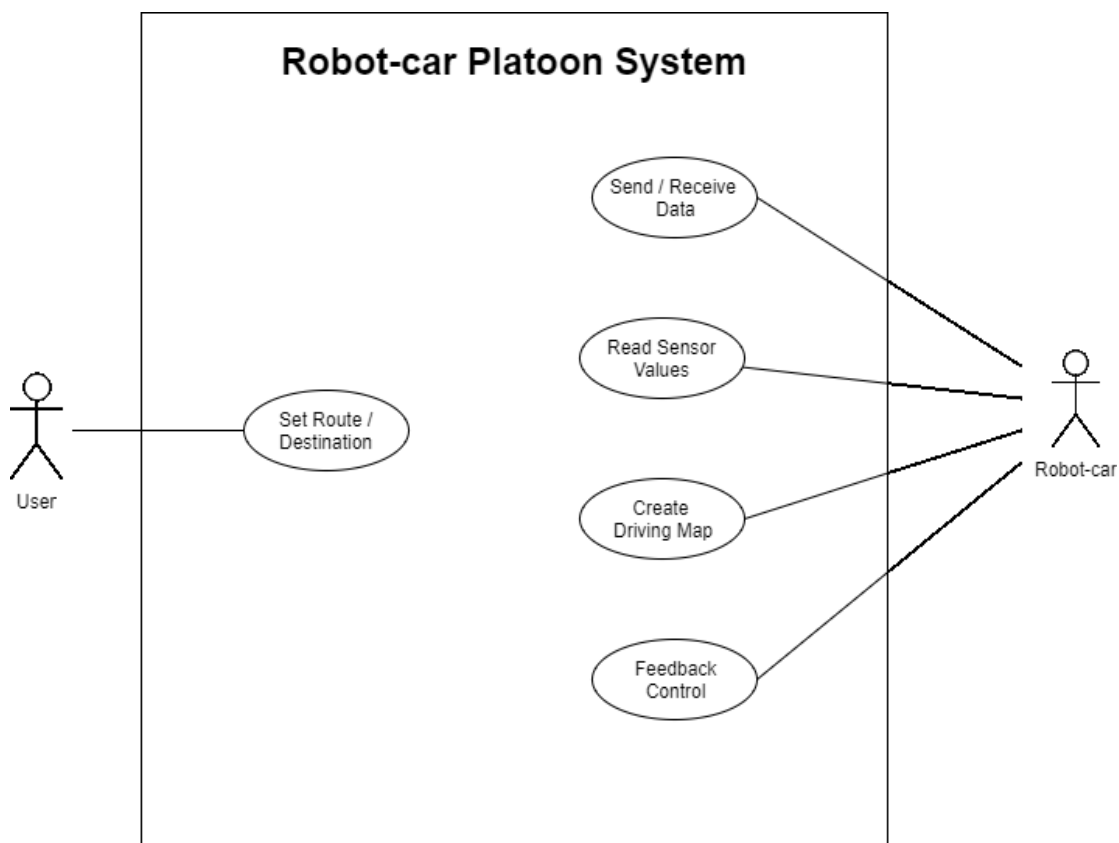 Robot-car Platoon System
Send / Receive
Data
Read Sensor
Values
Set Route /
Destination
User
Robot-car
Create
Driving Map
Feedback
Control